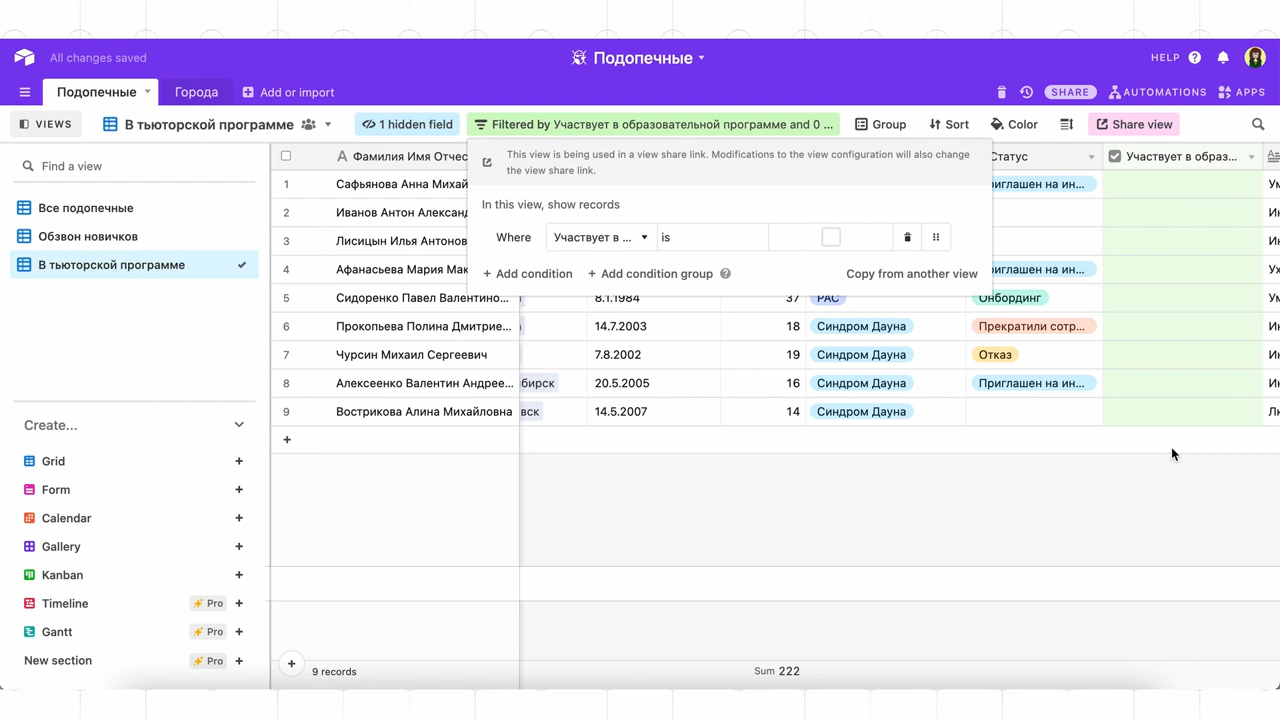 All changes saved
Подопечные
HELP
Подопечные
Города
Add or import
SHARE
AUTOMATIONS
APPS
VIEWS
В тьюторской программе
1 hidden field
Filtered by Участвует в образовательной программе and 0 ...
Group
Sort
Color
Share view
Find a view
Все подопечные
Обзвон новичков
В тьюторской программе
Create...
Grid
Form
Calendar
Gallery
Kanban
Timeline
Pro
Gantt
Pro
New section
Pro
This view is being used in a view share link. Modifications to the view configuration will also change
the view share link.
In this view, show records
Where
Участвует в ...
is
Add condition
Add condition group
Copy from another view
Фамилия Имя Отчес
Статус
Участвует в образ...
1 Сафьянова Анна Михай риглашен на ин...
2 Иванов Антон Александ
3 Лисицын Илья Антонов
4 Афанасьева Мария Мак риглашен на ин...
5 Сидоренко Павел Валентино... 8.1.1984 37 РАС Онбординг
6 Прокопьева Полина Дмитрие... 14.7.2003 18 Синдром Дауна Прекратили сотр...
7 Чурсин Михаил Сергеевич 7.8.2002 19 Синдром Дауна Отказ
8 Алексеенко Валентин Андрее... бирск 20.5.2005 16 Синдром Дауна Приглашен на ин...
9 Вострикова Алина Михайловна вск 14.5.2007 14 Синдром Дауна
9 records
Sum 222